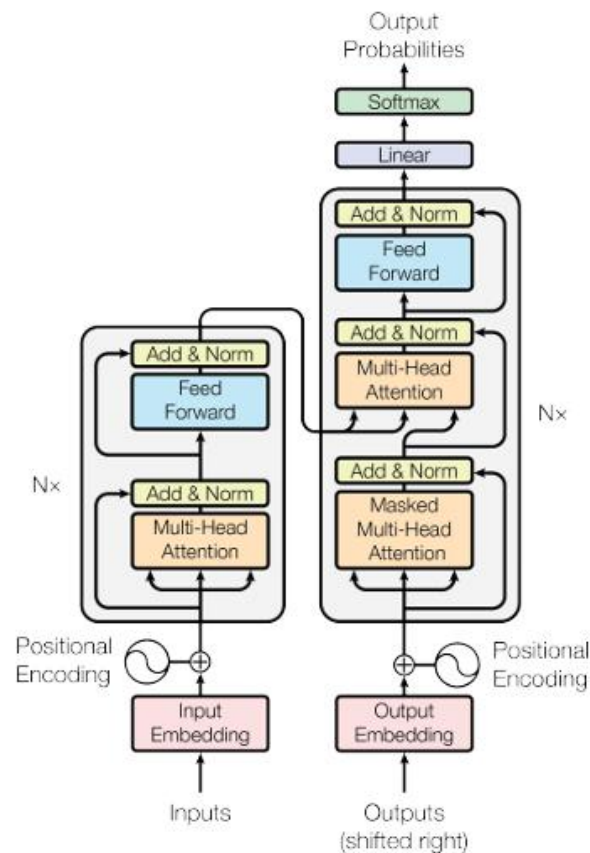 Output
Probabilities
Softmax
Linear
Add & Norm
Feed
Forward
Add & Norm
Multi-Head
Attention
Add & Norm
Masked
Multi-Head
Attention
N×
Add & Norm
Feed
Forward
Add & Norm
Multi-Head
Attention
N×
Positional
Encoding
Input
Embedding
Inputs
Positional
Encoding
Output
Embedding
Outputs
(shifted right)